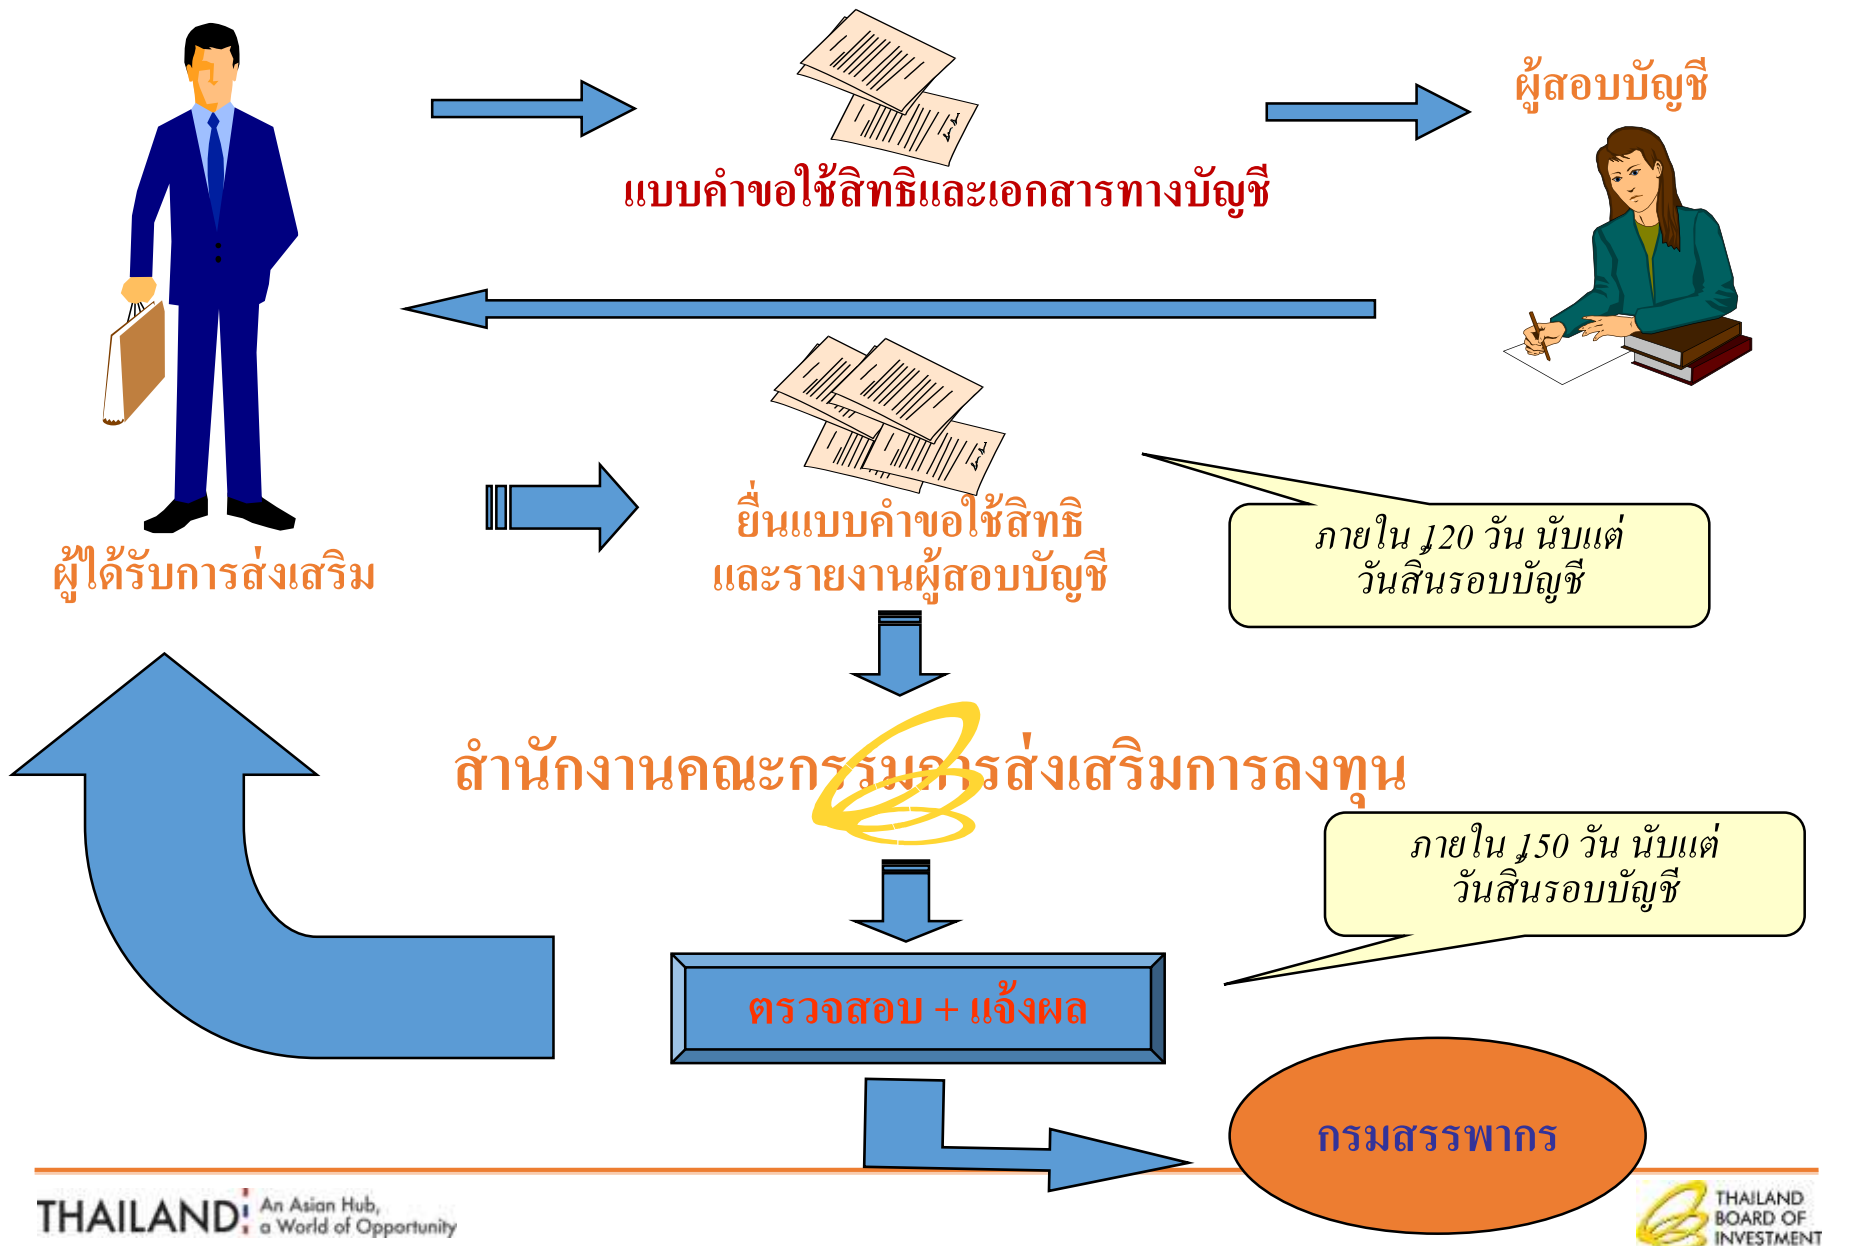 ผู้สอบบัญชี
แบบคำขอใช้สิทธิและเอกสารทางบัญชี
ยื่นแบบคำขอใช้สิทธิ
และรายงานผู้สอบบัญชี
ผู้ได้รับการส่งเสริม
ภายใน 120 วัน นับแต่
วันสิ้นรอบบัญชี
สำนักงานคณะกรรมการส่งเสริมการลงทุน
ภายใน 150 วัน นับแต่
วันสิ้นรอบบัญชี
ตรวจสอบ + แจ้งผล
กรมสรรพากร
THAILAND: An Asian Hub,
a World of Opportunity
THAILAND
BOARD OF
INVESTMENT